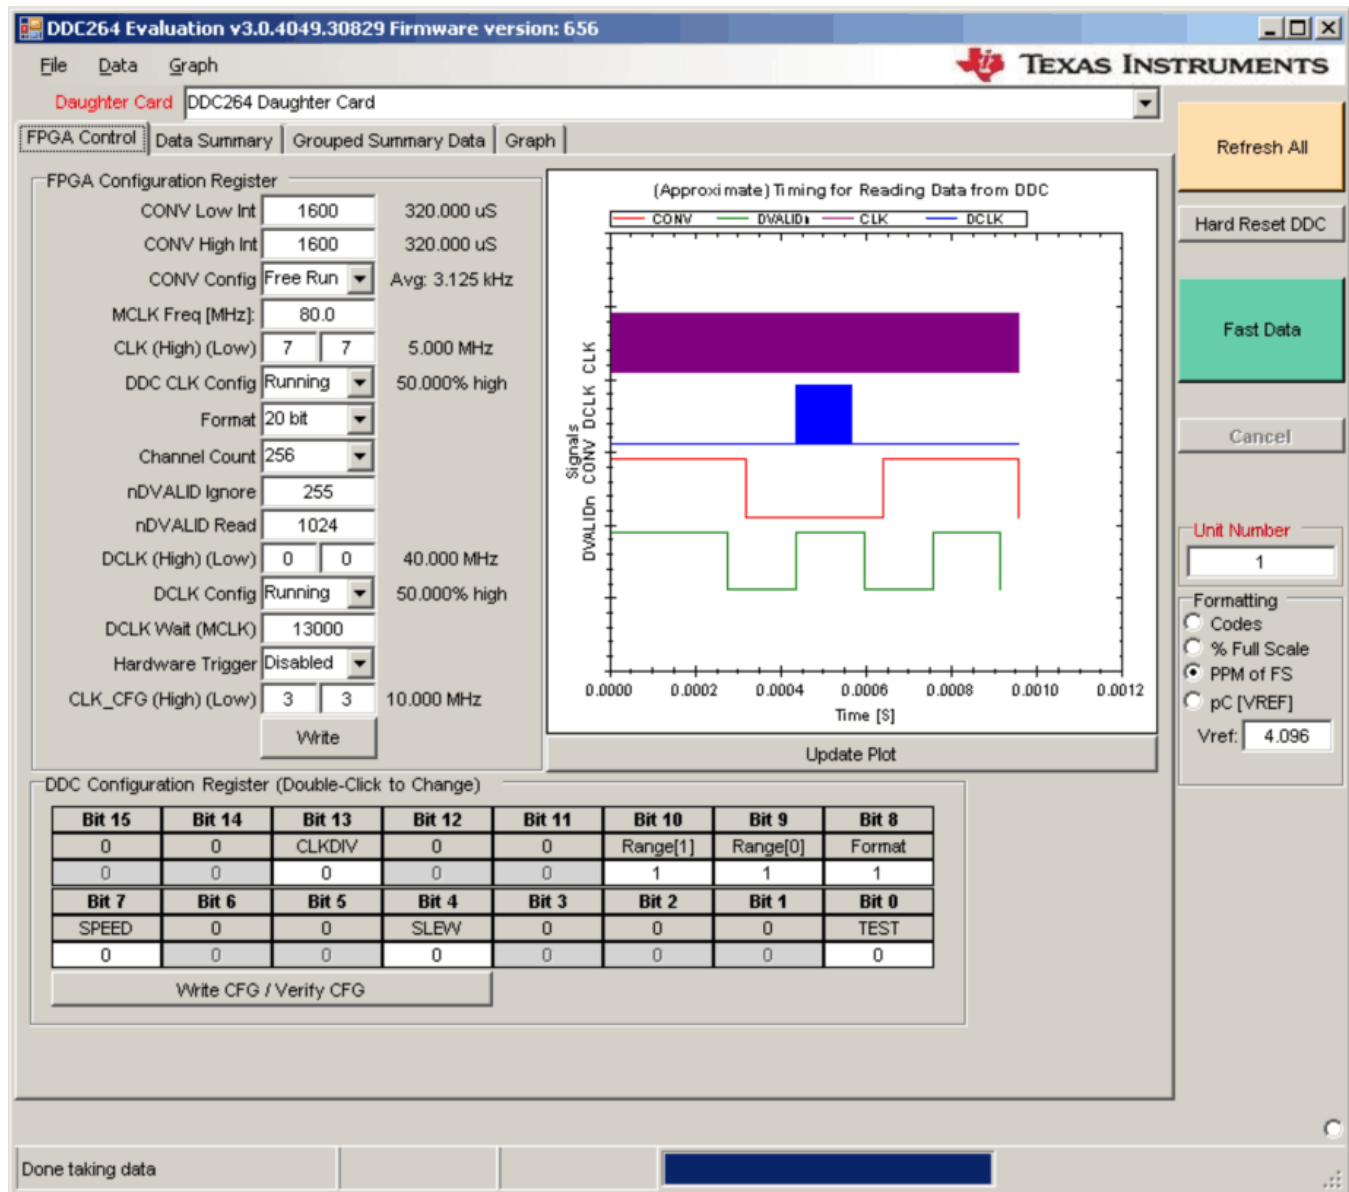 DDC264 Evaluation v3.0.4049.30829 Firmware version: 656
File Data Graph
TEXAS INSTRUMENTS
Daughter Card DDC264 Daughter Card
FPGA Control Data Summary Grouped Summary Data Graph
FPGA Configuration Register
CONV Low Int 1600 320.000 uS
CONV High Int 1600 320.000 uS
CONV Config Free Run Avg: 3.125 kHz
MCLK Freq [MHz]: 80.0
CLK (High) (Low) 7 7 5.000 MHz
DDC CLK Config Running 50.000% high
Format 20 bit
Channel Count 256
nDVALID Ignore 255
nDVALID Read 1024
DCLK (High) (Low) 0 0 40.000 MHz
DCLK Config Running 50.000% high
DCLK Wait (MCLK) 13000
Hardware Trigger Disabled
CLK_CFG (High) (Low) 3 3 10.000 MHz
Write
(Approximate) Timing for Reading Data from DDC
CONV DVALIDn CLK DCLK
Signals
DVALIDn CONV DCLK CLK
0.0000 0.0002 0.0004 0.0006 0.0008 0.0010 0.0012
Time [S]
Update Plot
Refresh All
Hard Reset DDC
Fast Data
Cancel
Unit Number
1
Formatting
Codes
% Full Scale
PPM of FS
pC [VREF]
Vref: 4.096
DDC Configuration Register (Double-Click to Change)
Bit 15 Bit 14 Bit 13 Bit 12 Bit 11 Bit 10 Bit 9 Bit 8
0 0 CLKDIV 0 0 Range[1] Range[0] Format
0 0 0 0 0 1 1 1
Bit 7 Bit 6 Bit 5 Bit 4 Bit 3 Bit 2 Bit 1 Bit 0
SPEED 0 0 SLEW 0 0 0 TEST
0 0 0 0 0 0 0 0
Write CFG / Verify CFG
Done taking data